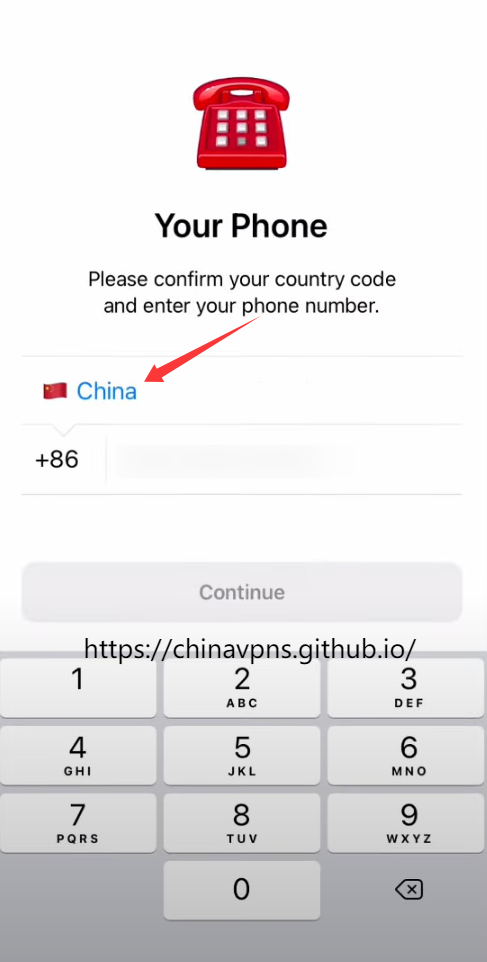 Your Phone
Please confirm your country code
and enter your phone number.
China
+86
Continue
https://chinavpns.github.io/
1
2
3
ABC
DEF
4
5
6
GHI
JKL
MNO
7
8
9
PQRS
TUV
WXYZ
0